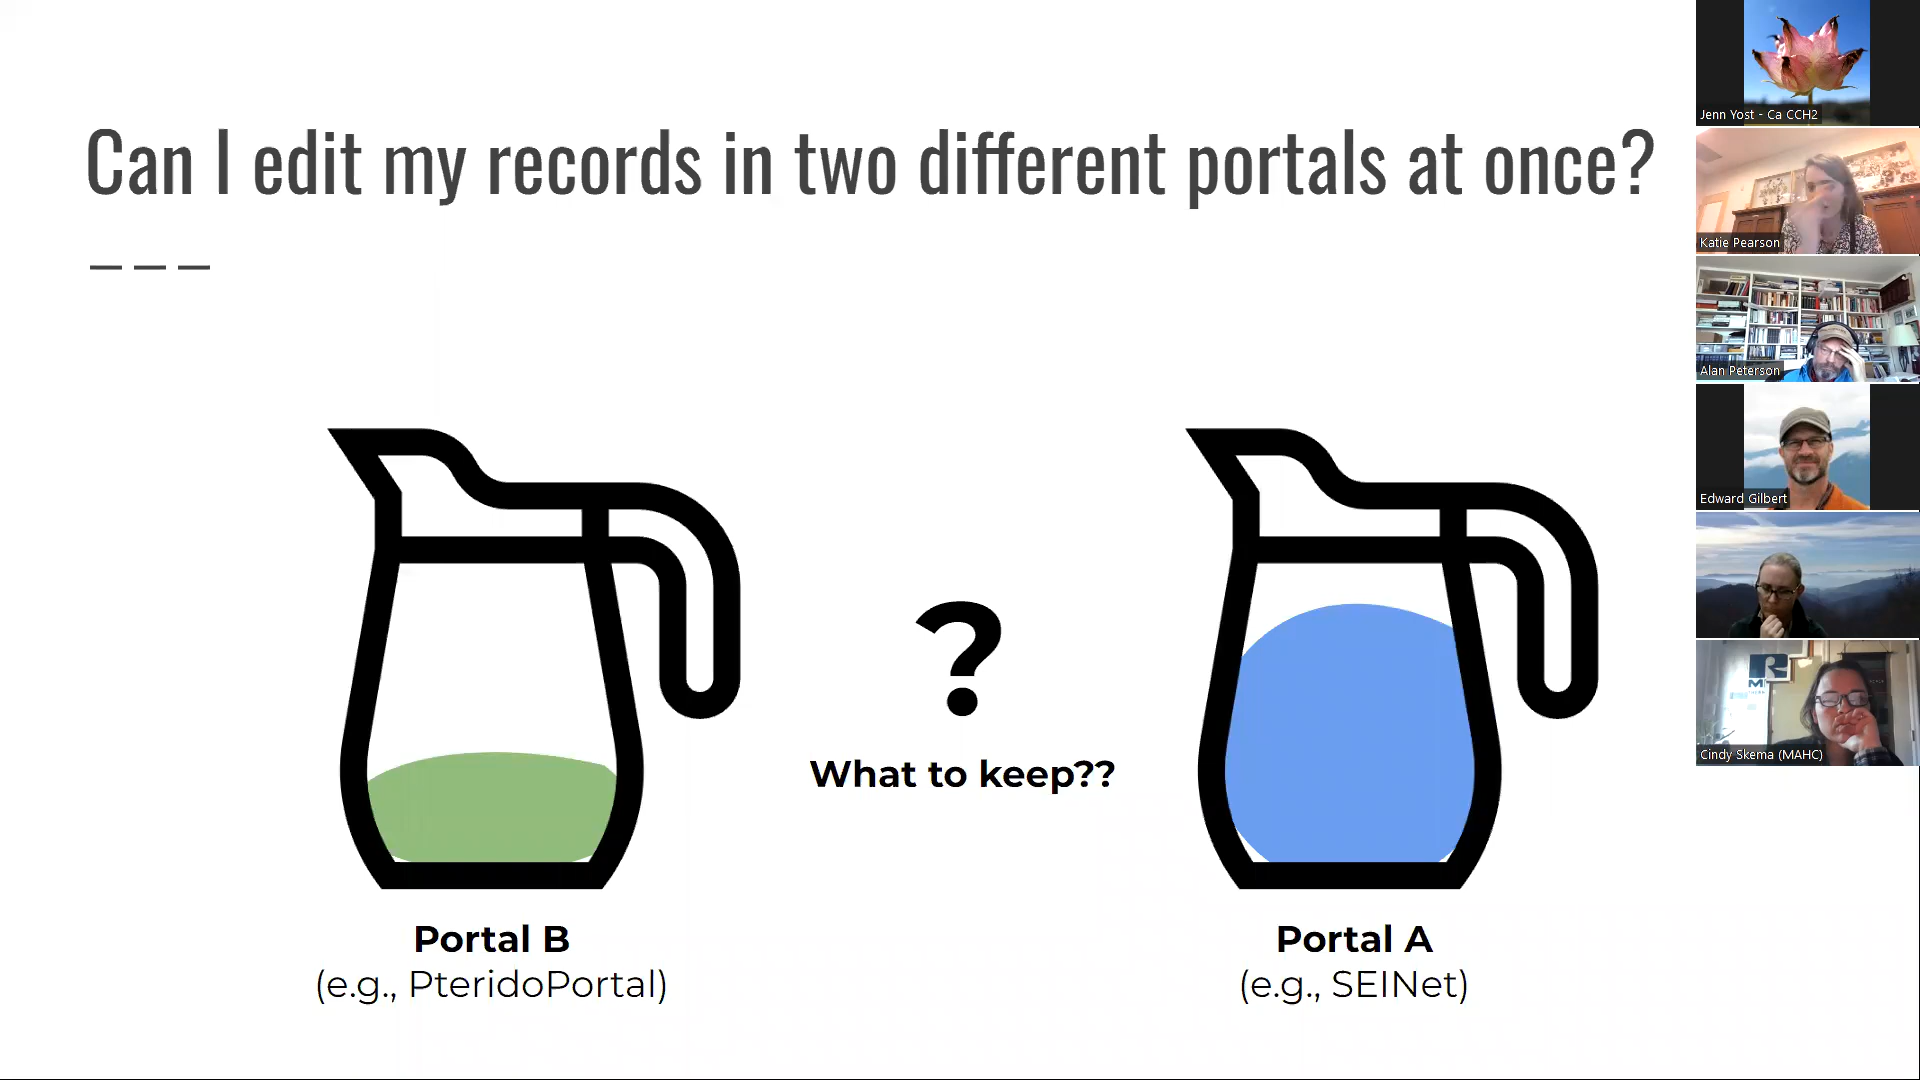 Can I edit my records in two different portals at once?
?
What to keep??
Portal B
(e.g., PteridoPortal)
Portal A
(e.g., SEINet)
Jenn Yost - Ca CCH2
Katie Pearson
Alan Peterson
Edward Gilbert
Cindy Skema (MAHC)